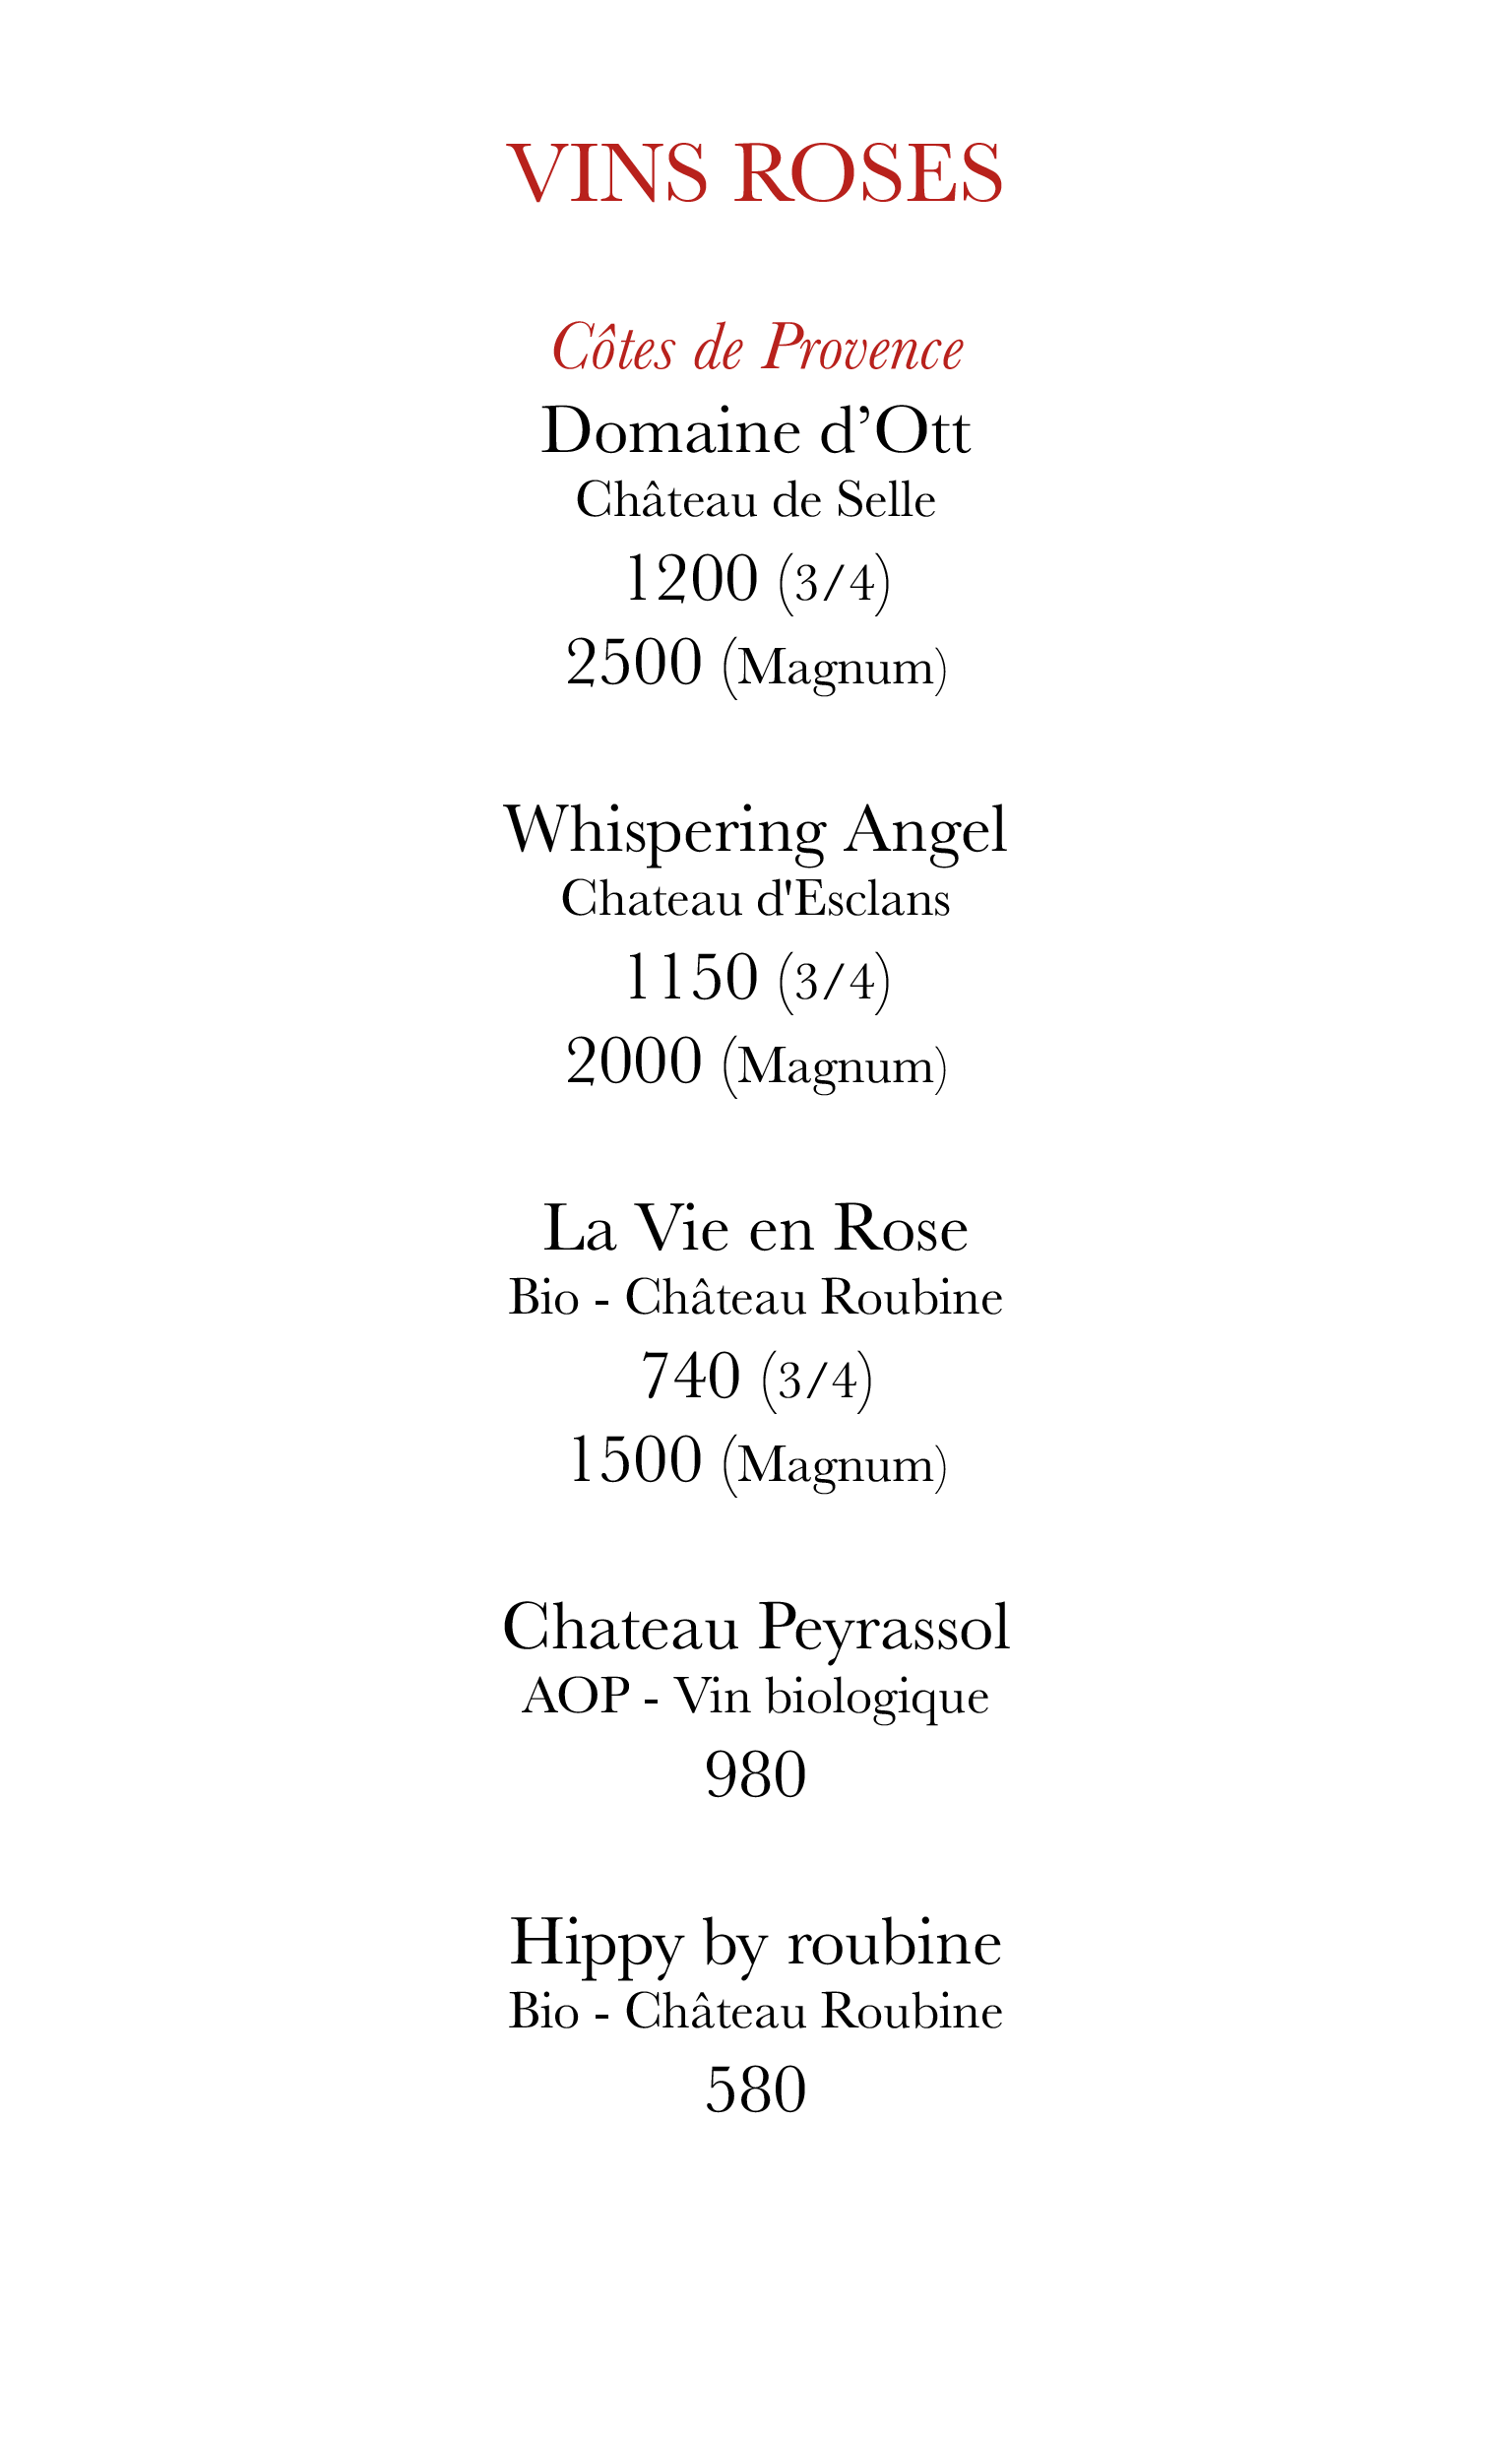 VINS ROSES
Côtes de Provence
Domaine d’Ott
Château de Selle
1200 (3/4)
2500 (Magnum)
Whispering Angel
Chateau d'Esclans
1150 (3/4)
2000 (Magnum)
La Vie en Rose
Bio - Château Roubine
740 (3/4)
1500 (Magnum)
Chateau Peyrassol
AOP - Vin biologique
980
Hippy by roubine
Bio - Château Roubine
580